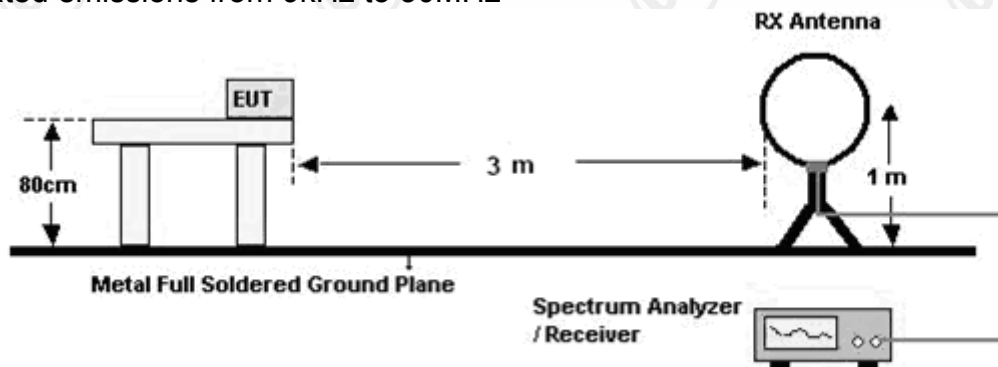 RX Antenna
EUT
3 m
80cm
1 m
Metal Full Soldered Ground Plane
Spectrum Analyzer
/ Receiver